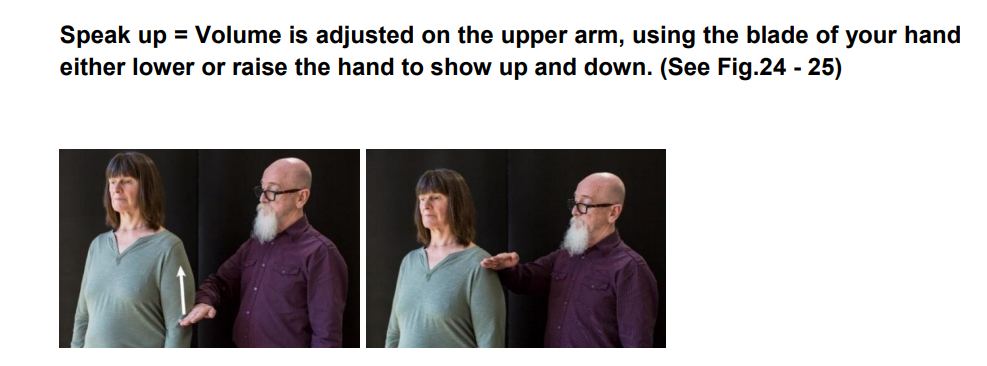 Speak up = Volume is adjusted on the upper arm, using the blade of your hand
either lower or raise the hand to show up and down. (See Fig.24 - 25)